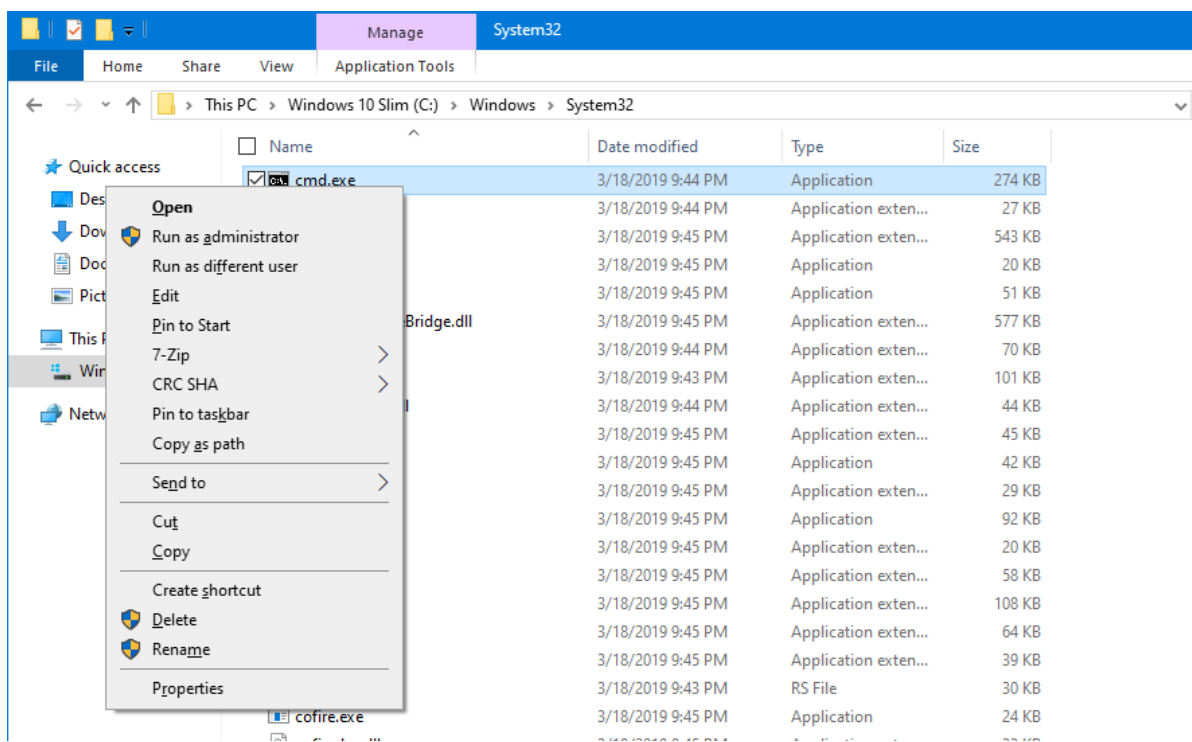 Manage System32
File Home Share View Application Tools
This PC > Windows 10 Slim (C:) > Windows > System32
Name Date modified Type Size
Quick access
cmd.exe 3/18/2019 9:44 PM Application 274 KB
Des
Open
3/18/2019 9:44 PM Application exten... 27 KB
Dov
Run as administrator
3/18/2019 9:45 PM Application exten... 543 KB
Doc
Run as different user
3/18/2019 9:45 PM Application 20 KB
Pict
Edit
3/18/2019 9:45 PM Application 51 KB
Pin to Start
Bridge.dll 3/18/2019 9:45 PM Application exten... 577 KB
This P
7-Zip
3/18/2019 9:44 PM Application exten... 70 KB
Win
CRC SHA
3/18/2019 9:43 PM Application exten... 101 KB
Netw
Pin to taskbar
3/18/2019 9:44 PM Application exten... 44 KB
Copy as path
3/18/2019 9:45 PM Application exten... 45 KB
3/18/2019 9:45 PM Application 42 KB
Send to
3/18/2019 9:45 PM Application exten... 29 KB
Cut
3/18/2019 9:45 PM Application 92 KB
Copy
3/18/2019 9:45 PM Application exten... 20 KB
3/18/2019 9:45 PM Application exten... 58 KB
Create shortcut
3/18/2019 9:45 PM Application exten... 108 KB
Delete
3/18/2019 9:45 PM Application exten... 64 KB
Rename
3/18/2019 9:45 PM Application exten... 39 KB
Properties
3/18/2019 9:43 PM RS File 30 KB
cofire.exe 3/18/2019 9:45 PM Application 24 KB